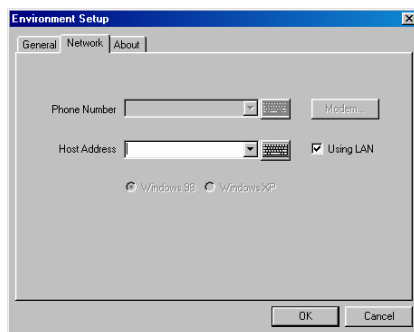 Environment Setup
General Network About
Phone Number Modem...
Host Address Using LAN
Windows 98 Windows XP
OK Cancel